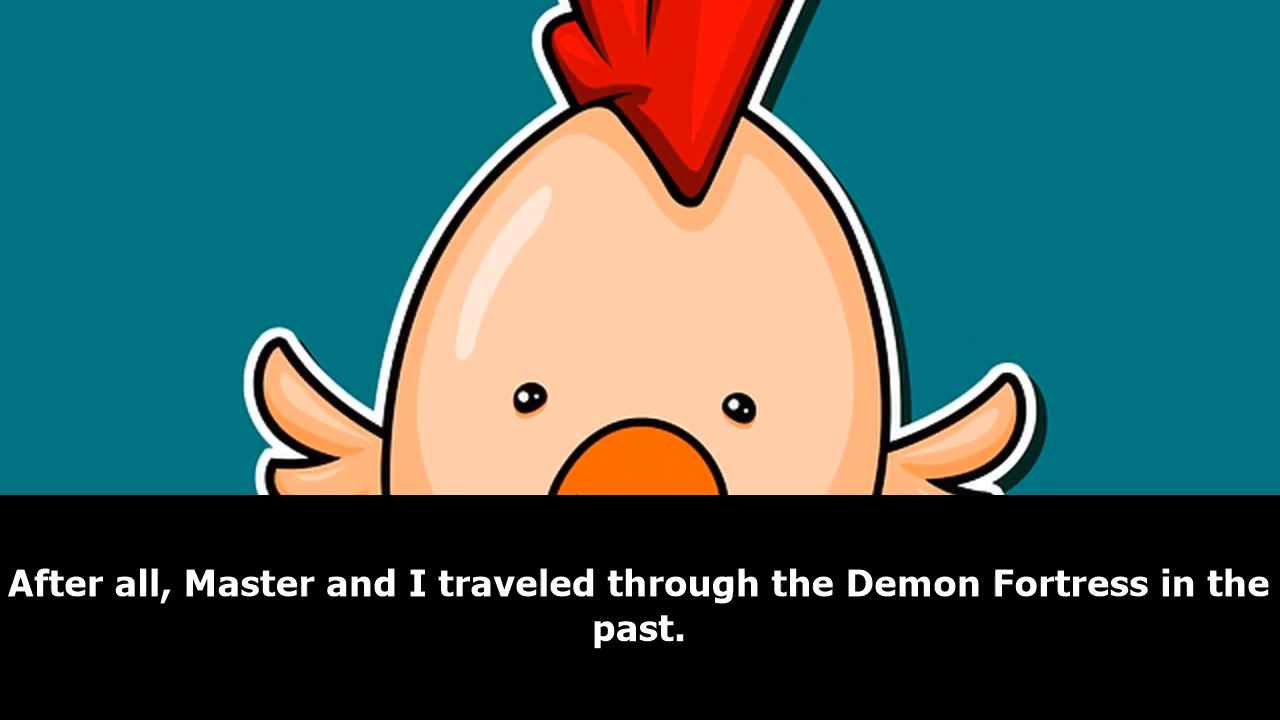 After all, Master and I traveled through the Demon Fortress in the
past.